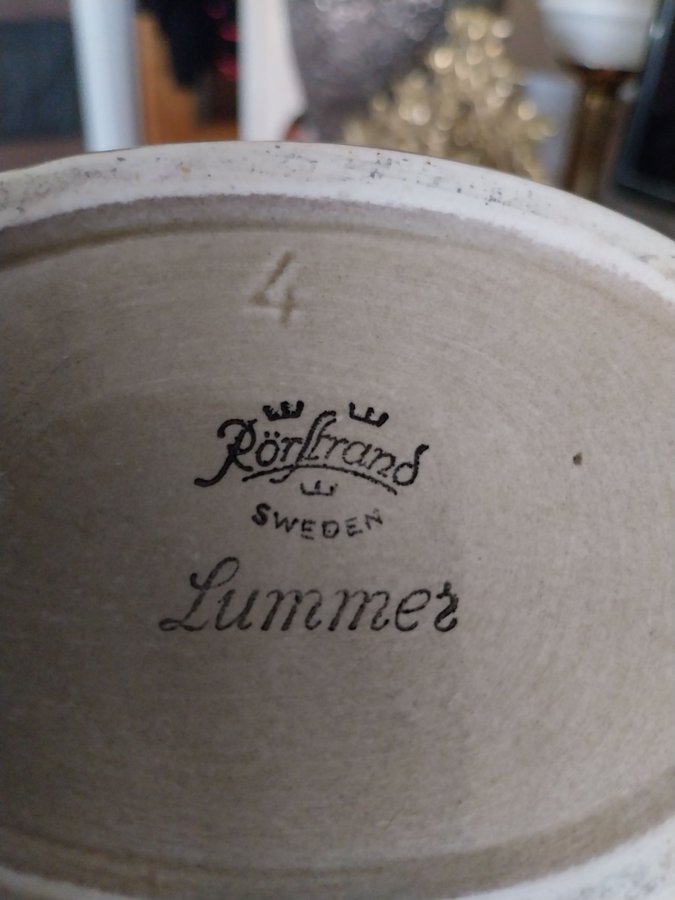 4
Rörstrand
SWEDEN
Lummer